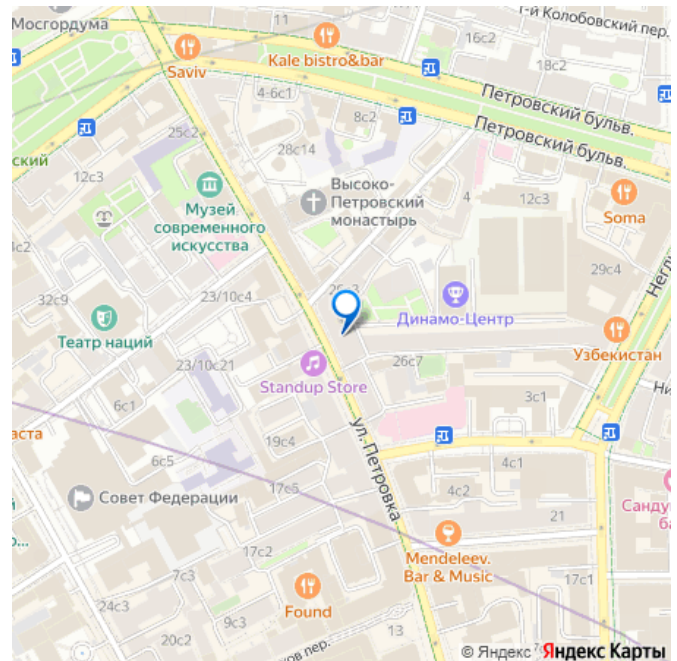 Мосгордума
11
1-й Колобовский пер.
16с2
18с2
Saviv
Kale bistro&bar
4-6с1
8с2
Петровский бульв.
Петровский бульв.
25с2
28с14
ский
12с3
Музей
современного
искусства
Высоко-
Петровский
монастырь
4
12с3
Soma
4с2
32с9
23/10с4
26с3
29с4
Театр наций
Динамо-Центр
Узбекистан
23/10с21
26с7
Standup Store
3с1
6с1
ул. Петровка
аста
19с4
6с5
4с1
Совет Федерации
17с5
4с2
21
Mendeleev.
Bar & Music
17с2
7с3
17с1
24с3
Found
20с2
13
© Яндекс Яндекс Карты